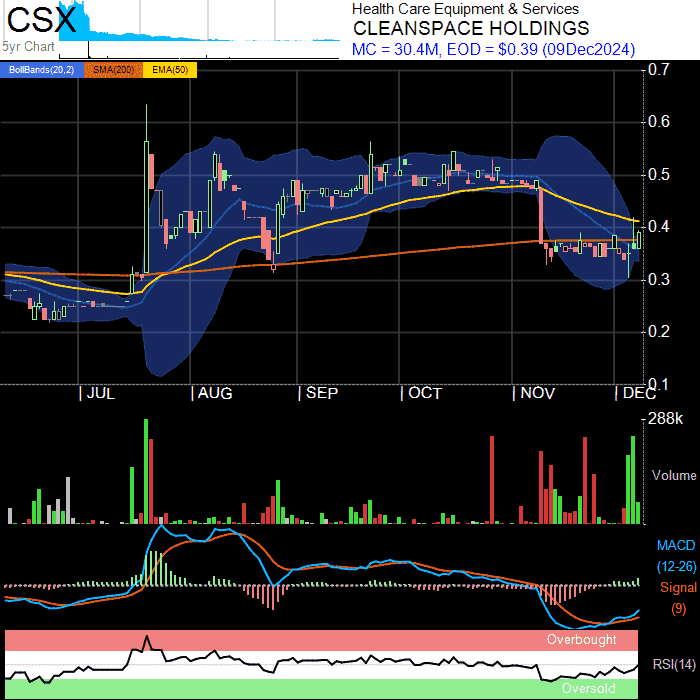 CSX
5yr Chart
Health Care Equipment & Services
CLEANSPACE HOLDINGS
MC = 30.4M, EOD = $0.39 (09Dec2024)
BollBands(20,2) SMA(200) EMA(50)
0.7
0.6
0.5
0.4
0.3
0.2
0.1
JUL AUG SEP OCT NOV DEC
288k
Volume
MACD
(12-26)
Signal
(9)
Overbought
RSI(14)
Oversold